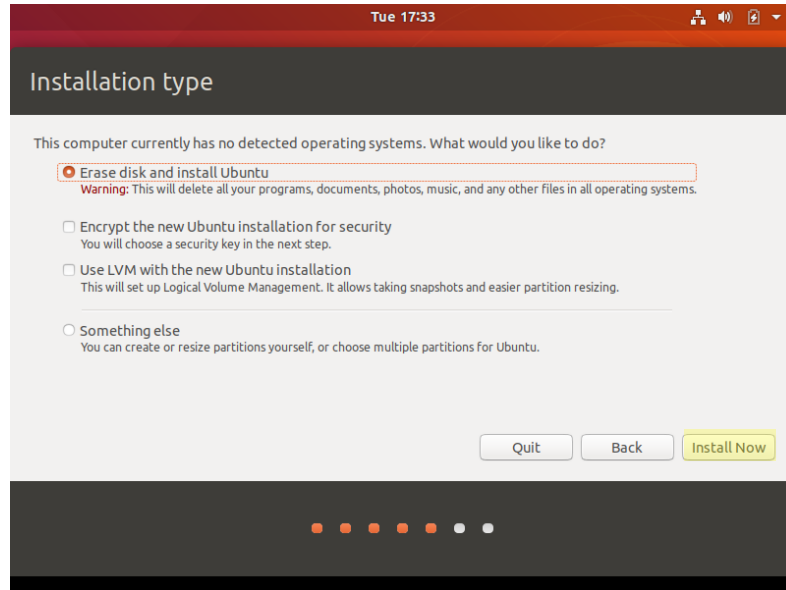 Tue 17:33
Installation type
This computer currently has no detected operating systems. What would you like to do?
Erase disk and install Ubuntu
Warning: This will delete all your programs, documents, photos, music, and any other files in all operating systems.
Encrypt the new Ubuntu installation for security
You will choose a security key in the next step.
Use LVM with the new Ubuntu installation
This will set up Logical Volume Management. It allows taking snapshots and easier partition resizing.
Something else
You can create or resize partitions yourself, or choose multiple partitions for Ubuntu.
Quit Back Install Now